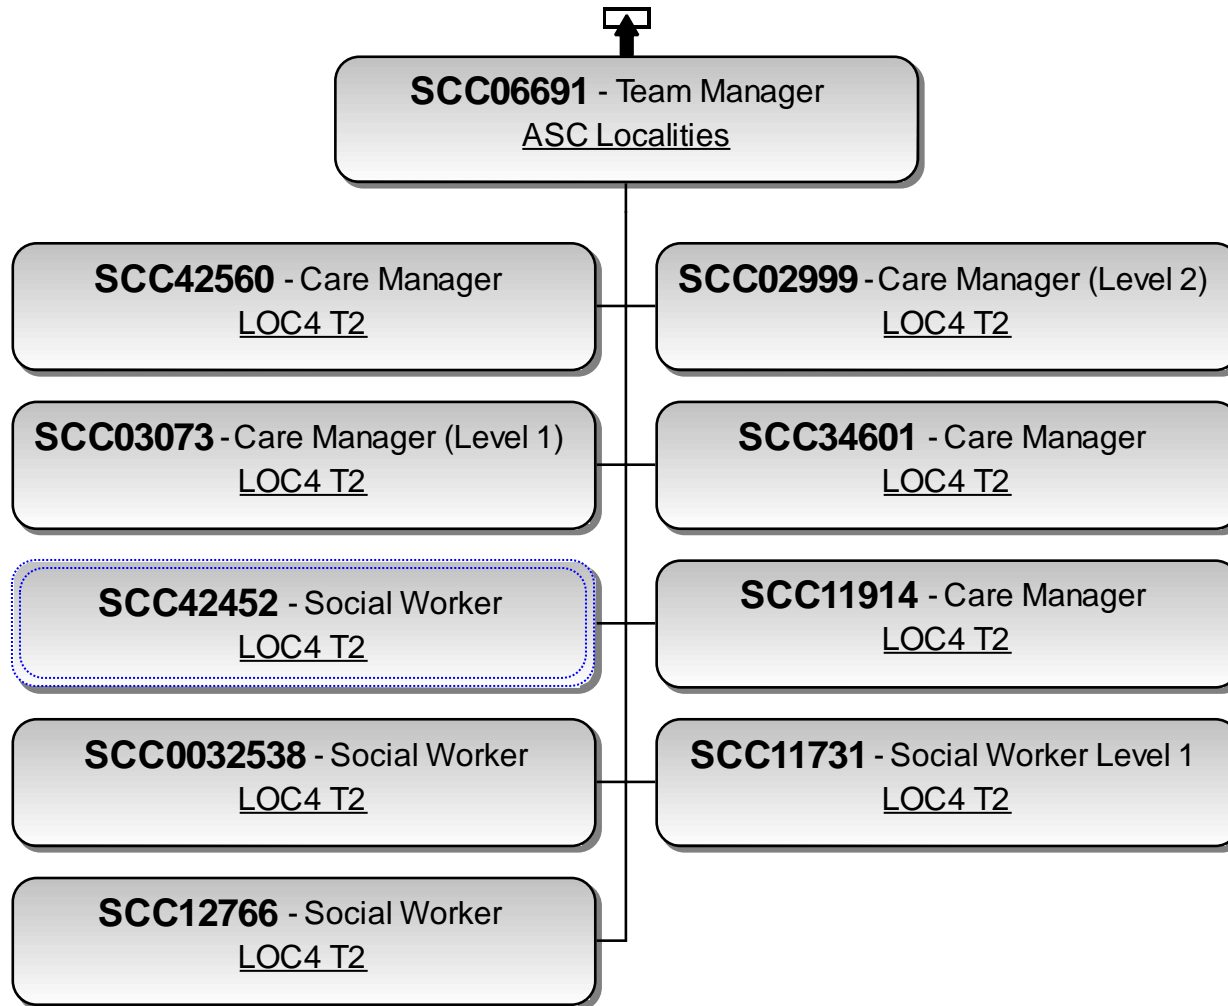 SCC06691 - Team Manager
ASC Localities
SCC42560 - Care Manager
LOC4 T2
SCC02999 - Care Manager (Level 2)
LOC4 T2
SCC03073 - Care Manager (Level 1)
LOC4 T2
SCC34601 - Care Manager
LOC4 T2
SCC42452 - Social Worker
LOC4 T2
SCC11914 - Care Manager
LOC4 T2
SCC0032538 - Social Worker
LOC4 T2
SCC11731 - Social Worker Level 1
LOC4 T2
SCC12766 - Social Worker
LOC4 T2